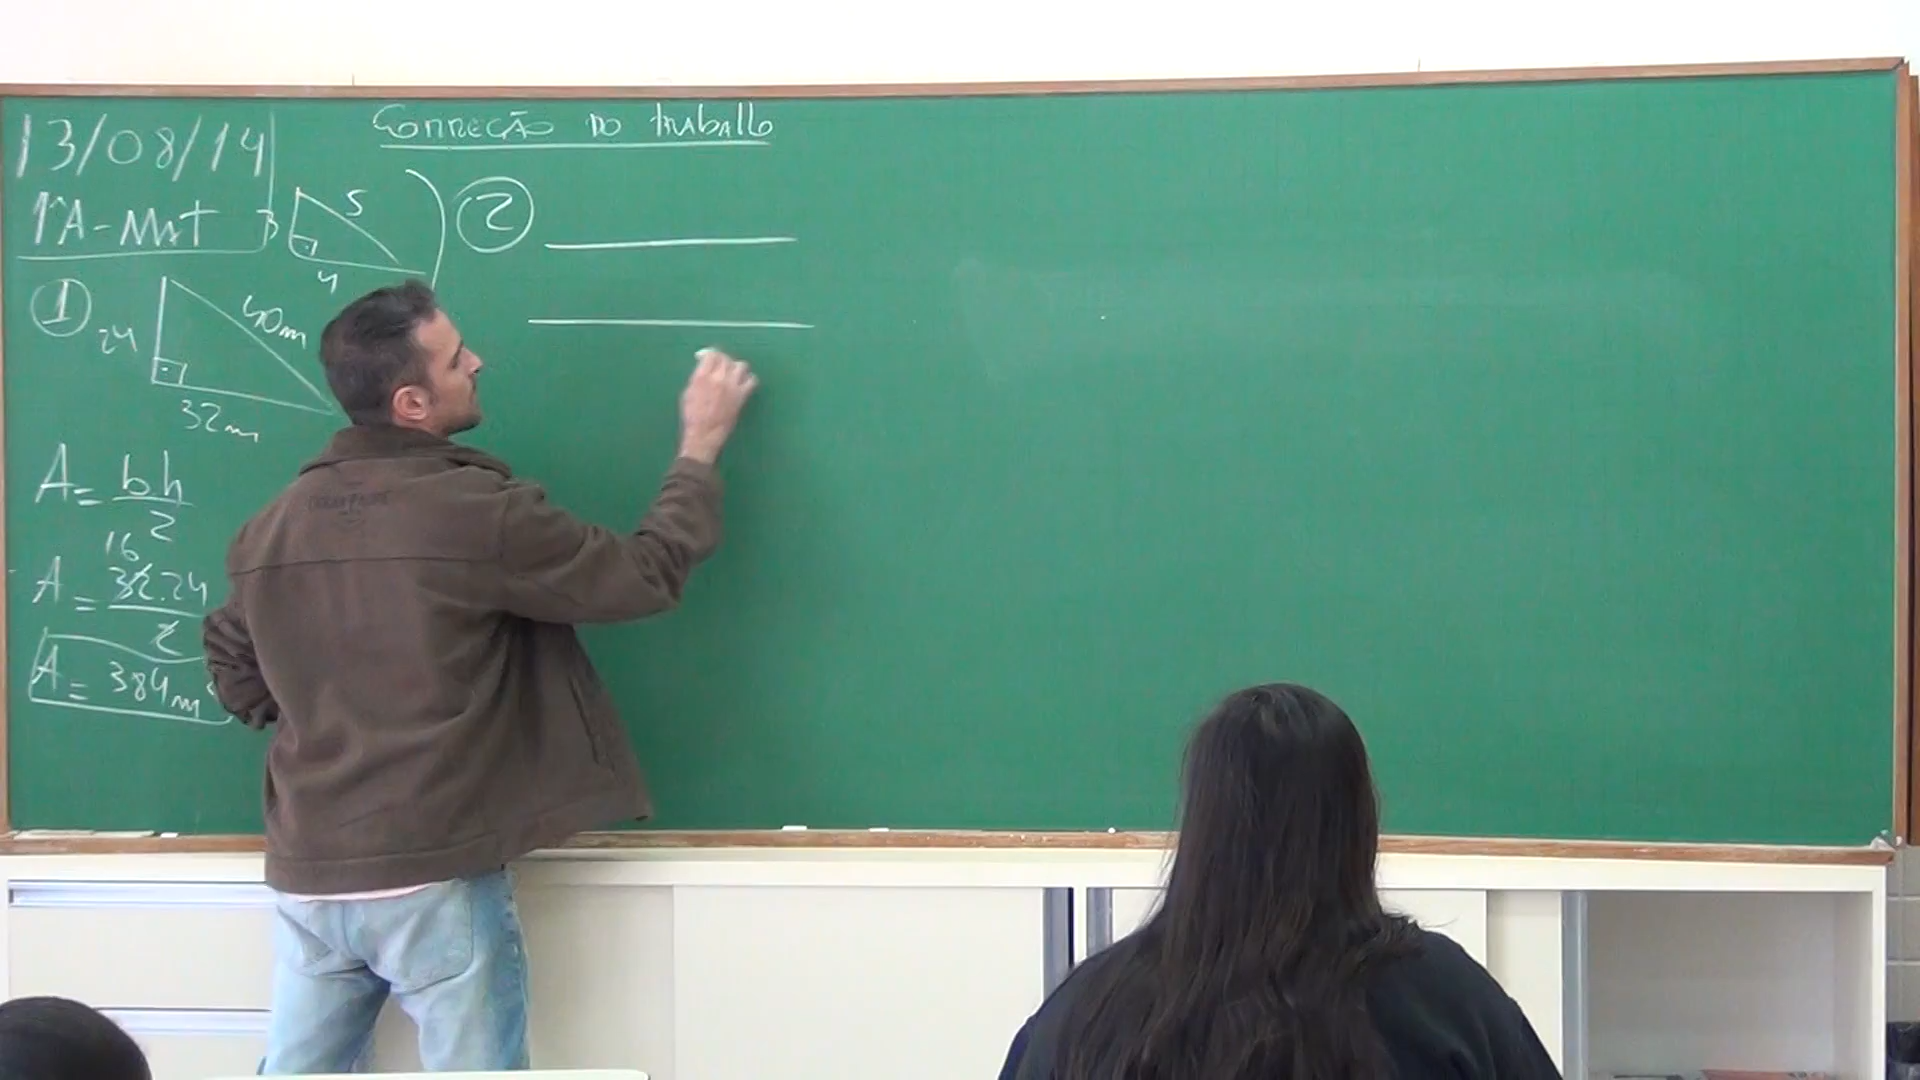 Correção do trabalho
13/08/14
1ªA - Mat
3
5
4
①
24
40m
32m
A = bh
2
16
A = 32.24
2
A = 384m²
②